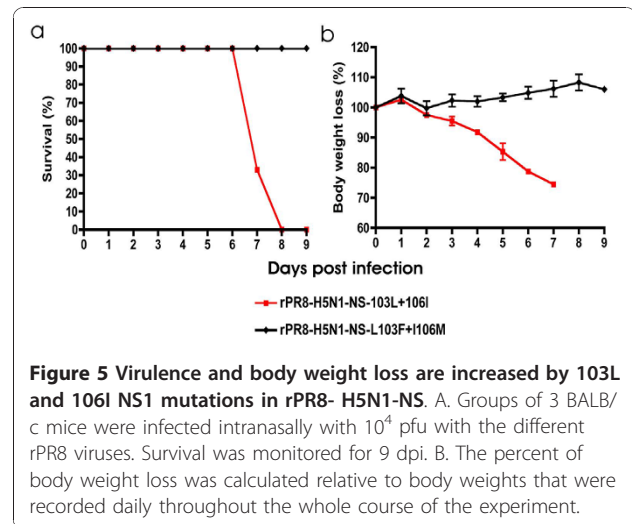 a
b
Survival (%)
100
90
80
70
60
50
40
30
20
10
0
0 1 2 3 4 5 6 7 8 9
Body weight loss (%)
120
110
100
90
80
70
60
0 1 2 3 4 5 6 7 8 9
Days post infection
rPR8-H5N1-NS-103L+106I
rPR8-H5N1-NS-L103F+I106M
Figure 5 Virulence and body weight loss are increased by 103L
and 106I NS1 mutations in rPR8- H5N1-NS. A. Groups of 3 BALB/
c mice were infected intranasally with 10⁴ pfu with the different
rPR8 viruses. Survival was monitored for 9 dpi. B. The percent of
body weight loss was calculated relative to body weights that were
recorded daily throughout the whole course of the experiment.